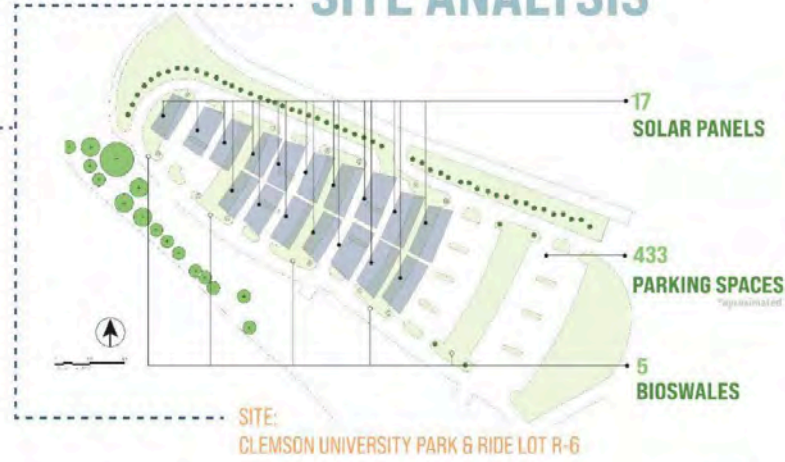 SITE ANALYSIS
17
SOLAR PANELS
433
PARKING SPACES
5
BIOSWALES
SITE:
CLEMSON UNIVERSITY PARK & RIDE LOT R-6